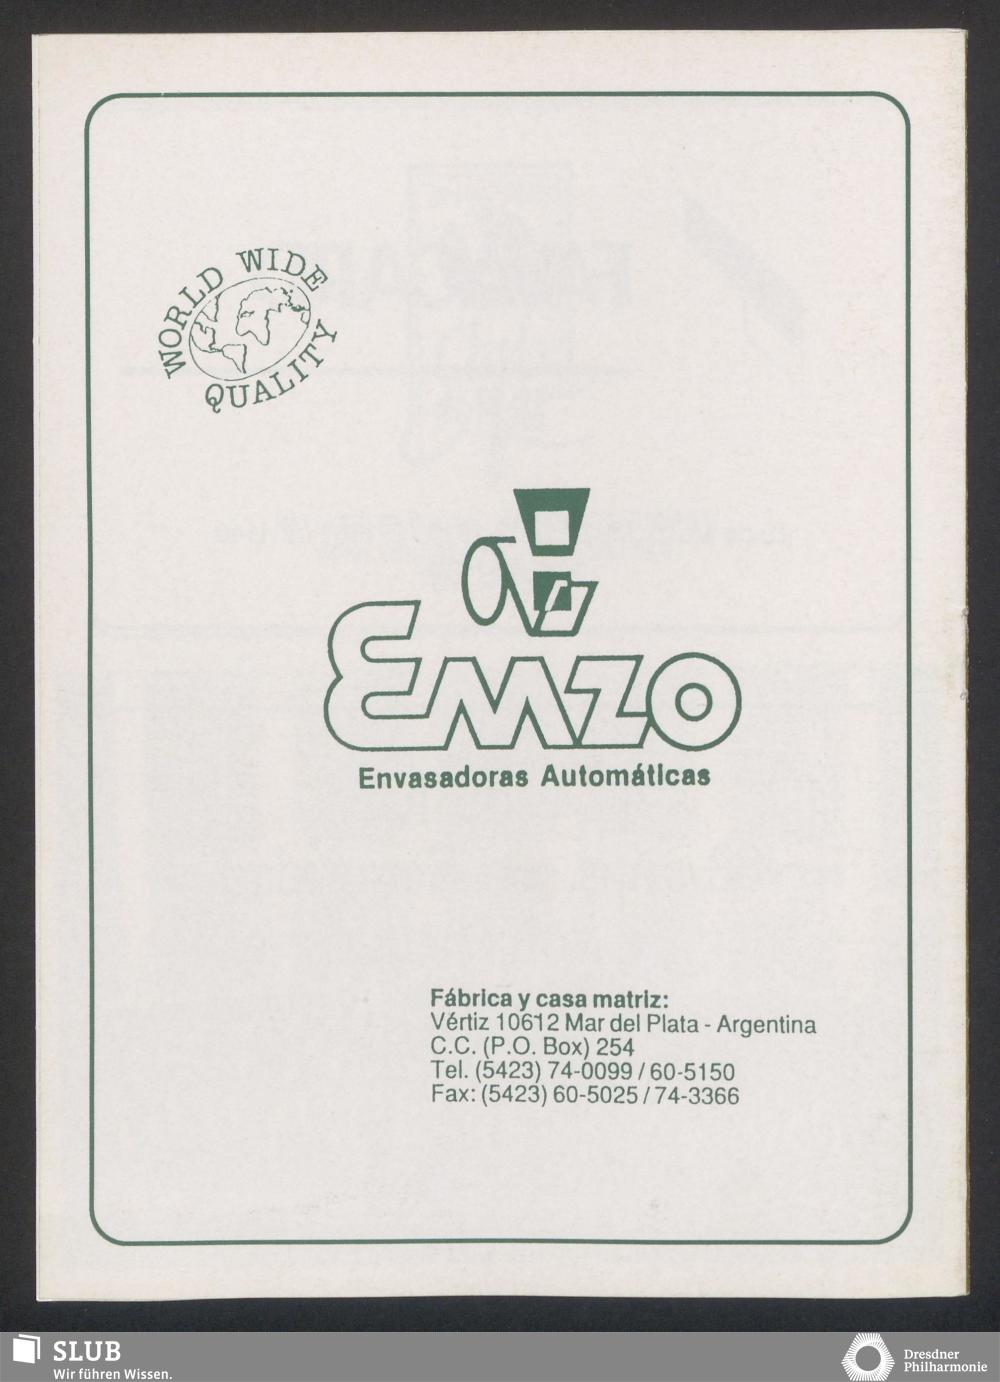 WORLD WIDE
QUALITY
Emzo
Envasadoras Automáticas
Fábrica y casa matriz:
Vértiz 10612 Mar del Plata - Argentina
C.C. (P.O. Box) 254
Tel. (5423) 74-0099 / 60-5150
Fax: (5423) 60-5025 / 74-3366
SLUB
Wir führen Wissen.
Dresdner
Philharmonie